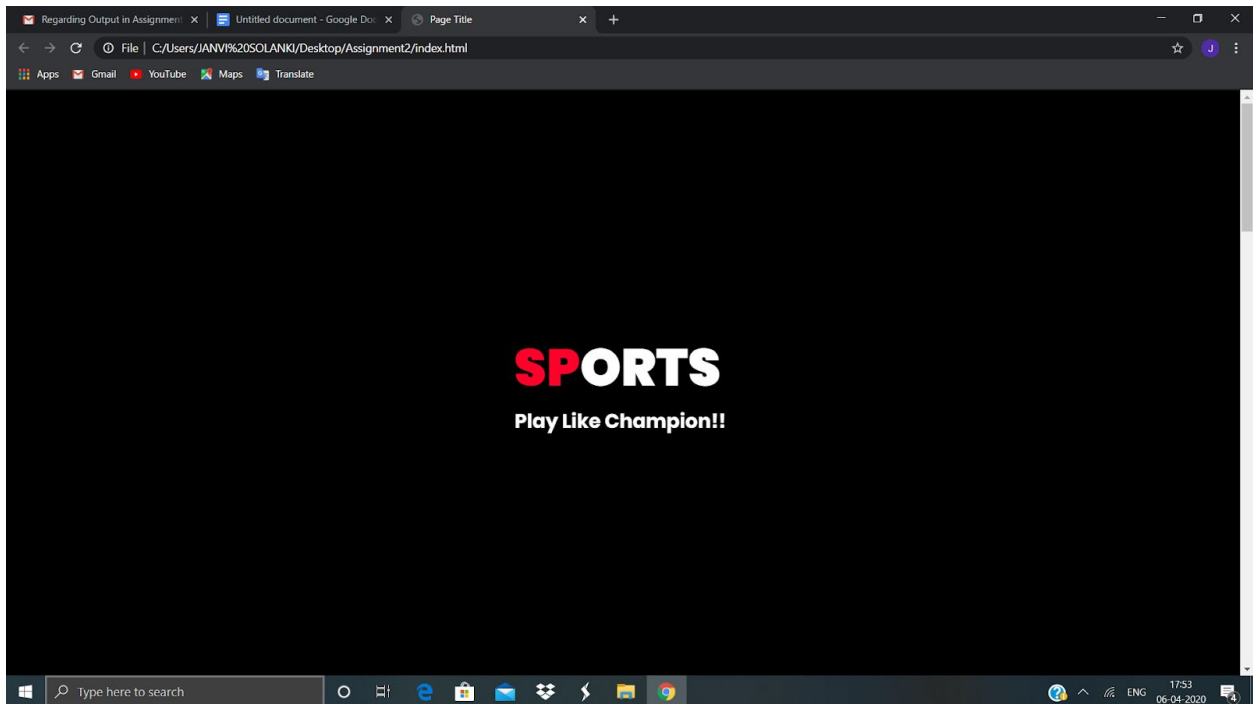 Regarding Output in Assignment
Untitled document - Google Doc
Page Title
File | C:/Users/JANVI%20SOLANKI/Desktop/Assignment2/index.html
J
Apps
Gmail
YouTube
Maps
Translate
SPORTS
Play Like Champion!!
Type here to search
ENG
17:53
06-04-2020
4